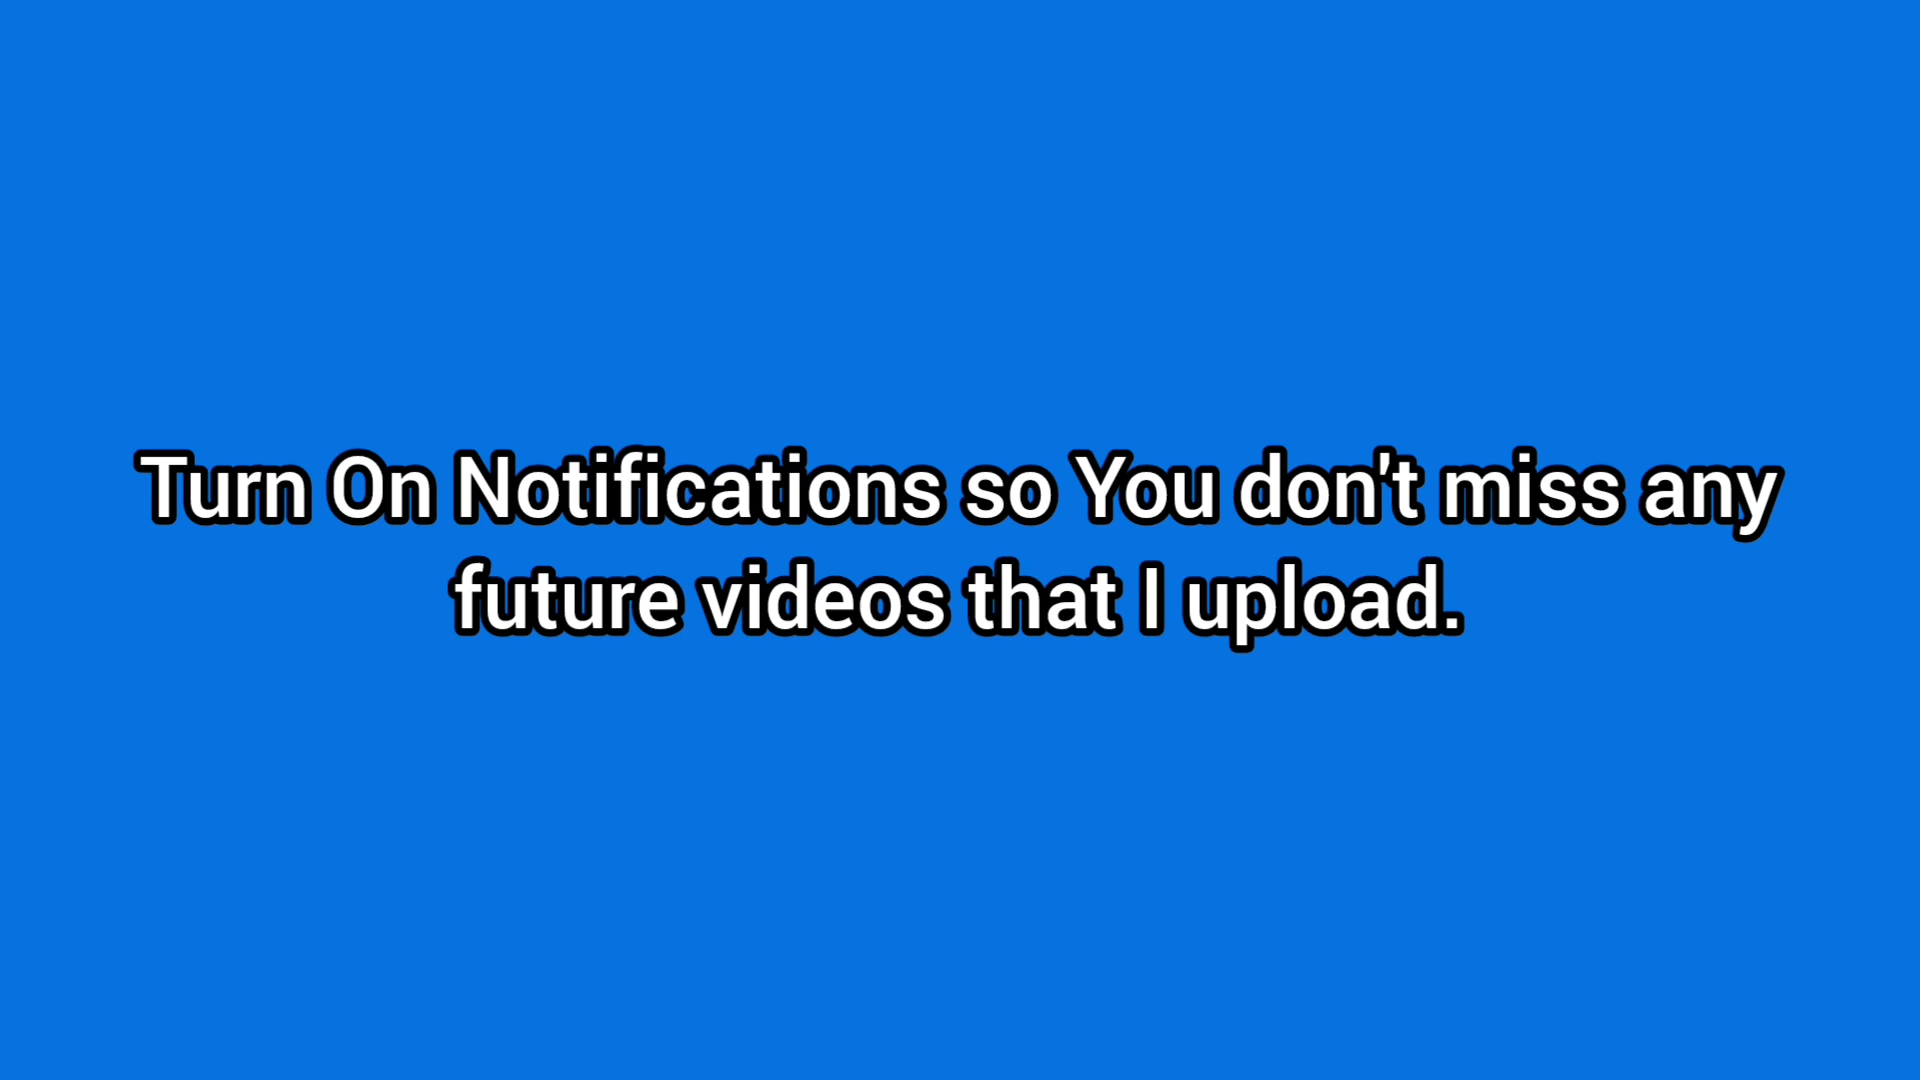 Turn On Notifications so You don't miss any
future videos that I upload.